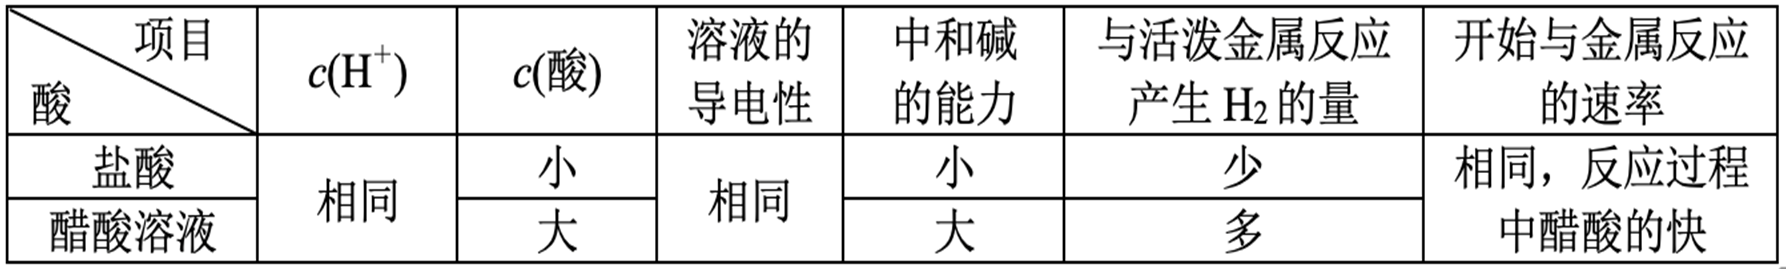 项目
酸
c(H⁺)
c(酸)
溶液的
导电性
中和碱
的能力
与活泼金属反应
产生 H₂ 的量
开始与金属反应
的速率
盐酸
相同
小
相同
小
少
相同，反应过程
中醋酸的快
醋酸溶液
大
大
多